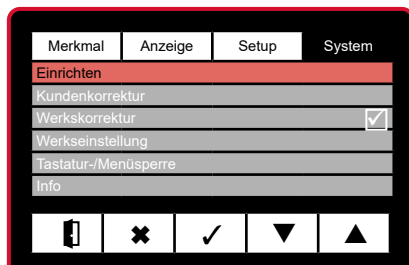 Merkmal Anzeige Setup System
Einrichten
Kundenkorrektur
Werkskorrektur
Werkseinstellung
Tastatur-/Menüsperre
Info